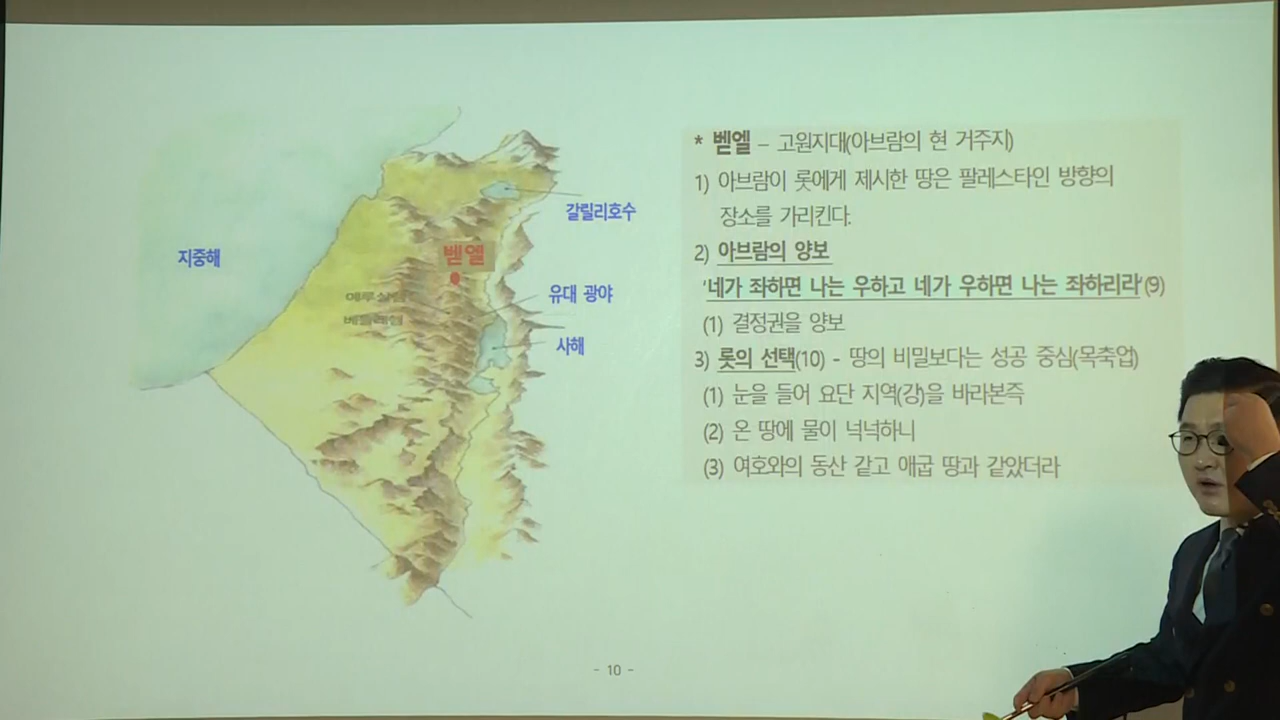 지중해
갈릴리호수
벧엘
예루살렘
베들레헴
유대 광야
사해
* 벧엘 – 고원지대(아브람의 현 거주지)
1) 아브람이 롯에게 제시한 땅은 팔레스타인 방향의
장소를 가리킨다.
2) 아브람의 양보
'네가 좌하면 나는 우하고 네가 우하면 나는 좌하리라'(9)
(1) 결정권을 양보
3) 롯의 선택(10) - 땅의 비밀보다는 성공 중심(목축업)
(1) 눈을 들어 요단 지역(강)을 바라본즉
(2) 온 땅에 물이 넉넉하니
(3) 여호와의 동산 같고 애굽 땅과 같았더라
- 10 -